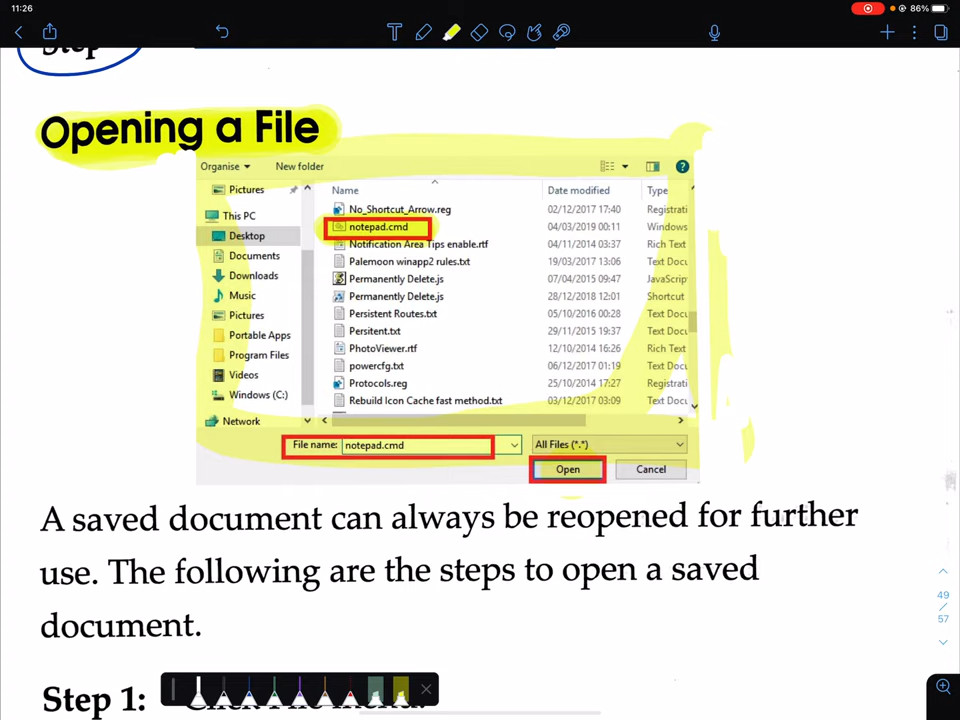 11:26
86%
Step
Opening a File
Organise
New folder
Pictures
This PC
Desktop
Documents
Downloads
Music
Pictures
Portable Apps
Program Files
Videos
Windows (C:)
Network
Name Date modified Type
No_Shortcut_Arrow.reg 02/12/2017 17:40 Registrati
notepad.cmd 04/03/2019 00:11 Windows
Notification Area Tips enable.rtf 04/11/2014 03:37 Rich Text
Palemoon winapp2 rules.txt 19/03/2017 13:06 Text Docu
Permanently Delete.js 07/04/2015 09:47 JavaScrip
Permanently Delete.js 28/12/2018 12:01 Shortcut
Persistent Routes.txt 05/10/2016 00:28 Text Docu
Persitent.txt 29/11/2015 19:37 Text Docu
PhotoViewer.rtf 12/10/2014 16:26 Rich Text
powercfg.txt 06/12/2017 01:19 Text Docu
Protocols.reg 25/10/2014 17:27 Registrati
Rebuild Icon Cache fast method.txt 03/12/2017 03:09 Text Docu
File name: notepad.cmd All Files (*.*)
Open Cancel
A saved document can always be reopened for further
use. The following are the steps to open a saved
document.
49
/
57
Step 1: Click File menu.